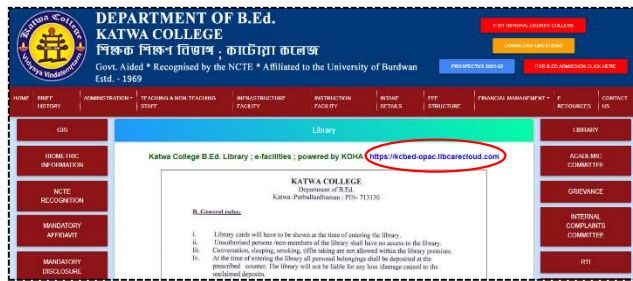 Katwa College
Vidyaya Vindatomritam
DEPARTMENT OF B.Ed.
KATWA COLLEGE
শিক্ষক শিক্ষণ বিভাগ ; কাটোয়া কলেজ
Govt. Aided * Recognised by the NCTE * Affiliated to the University of Burdwan
Estd. - 1969
VISIT GENERAL DEGREE COLLEGE
DOWNLOAD QUESTIONS
PROSPECTUS 2021-22
FOR B.ED ADMISSION CLICK HERE
HOME
BRIEF HISTORY
ADMINISTRATION
TEACHING & NON-TEACHING STAFF
INFRASTRUCTURE FACILITY
INSTRUCTION FACILITY
INTAKE DETAILS
FEE STRUCTURE
FINANCIAL MANAGEMENT
E RESOURCES
CONTACT US
GIS
BIOMETRIC INFORMATION
NCTE RECOGNITION
MANDATORY AFFIDAVIT
MANDATORY DISCLOSURE
Library
Katwa College B.Ed. Library ; e-facilities ; powered by KOHA https://kcbed-opac.libcarecloud.com
KATWA COLLEGE
Department of B.Ed.
Katwa :Purbabardhaman : PIN- 713130
B. General rules:
i. Library cards will have to be shown at the time of entering the library.
ii. Unauthorised persons /non-members of the library shall have no access to the library.
iii. Conversation, sleeping, smoking, tiffin taking are not allowed within the library premises.
iv. At the time of entering the library all personal belongings shall be deposited at the
prescribed counter. The library will not be liable for any loss /damage caused to the
unclaimed deposits.
LIBRARY
ACADEMIC COMMITTEE
GRIEVANCE
INTERNAL COMPLAINTS COMMITTEE
RTI